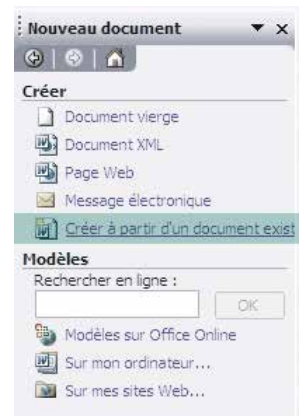 Nouveau document
Créer
Document vierge
Document XML
Page Web
Message électronique
Créer à partir d'un document exist
Modèles
Rechercher en ligne :
OK
Modèles sur Office Online
Sur mon ordinateur...
Sur mes sites Web...